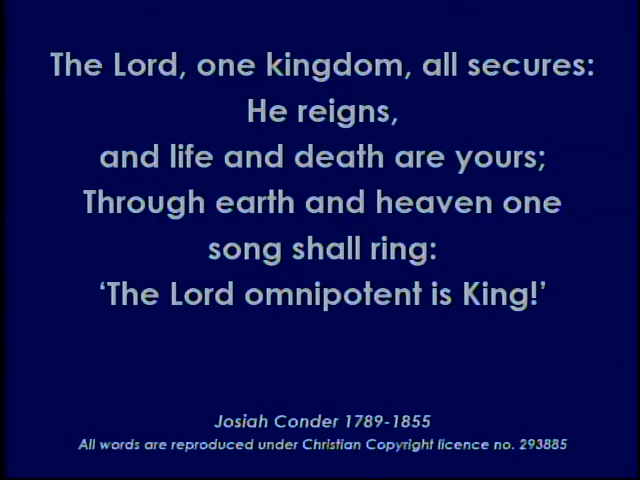 The Lord, one kingdom, all secures:
He reigns,
and life and death are yours;
Through earth and heaven one
song shall ring:
‘The Lord omnipotent is King!’
Josiah Conder 1789-1855
All words are reproduced under Christian Copyright licence no. 293885